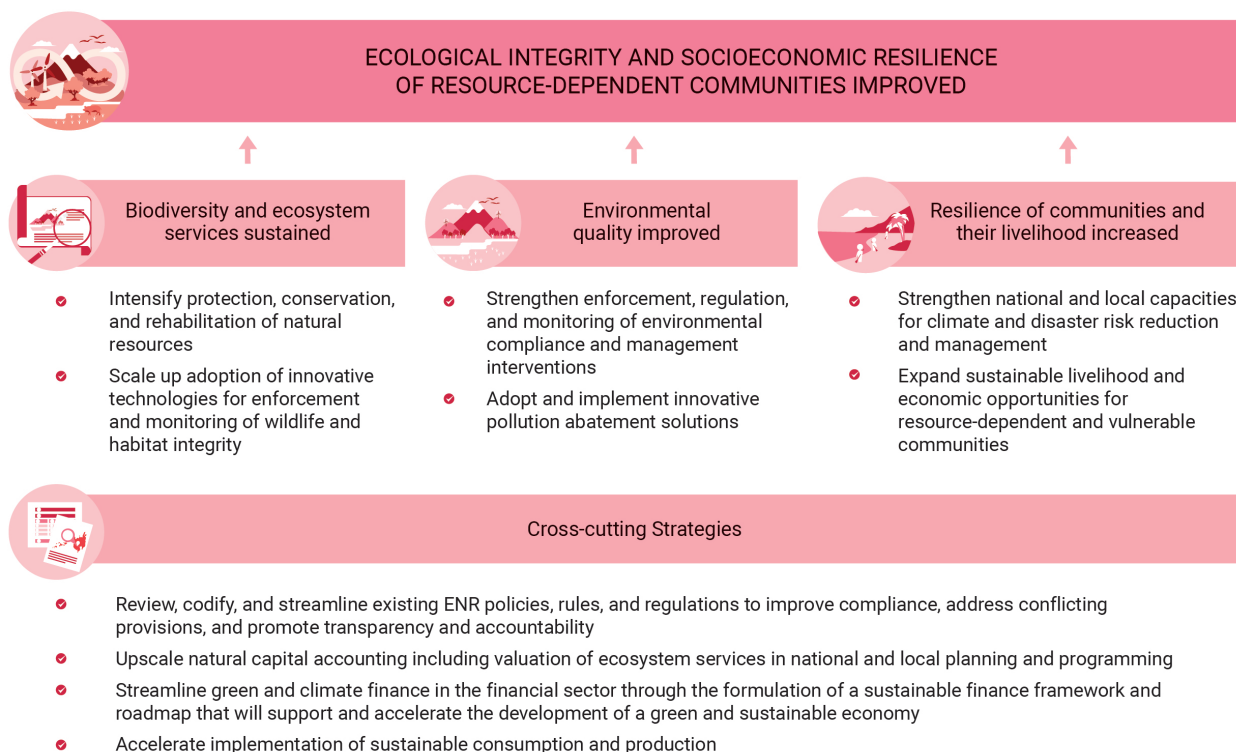 ECOLOGICAL INTEGRITY AND SOCIOECONOMIC RESILIENCE
OF RESOURCE-DEPENDENT COMMUNITIES IMPROVED
Biodiversity and ecosystem
services sustained
Intensify protection, conservation,
and rehabilitation of natural
resources
Scale up adoption of innovative
technologies for enforcement
and monitoring of wildlife and
habitat integrity
Environmental
quality improved
Strengthen enforcement, regulation,
and monitoring of environmental
compliance and management
interventions
Adopt and implement innovative
pollution abatement solutions
Resilience of communities and
their livelihood increased
Strengthen national and local capacities
for climate and disaster risk reduction
and management
Expand sustainable livelihood and
economic opportunities for
resource-dependent and vulnerable
communities
Cross-cutting Strategies
Review, codify, and streamline existing ENR policies, rules, and regulations to improve compliance, address conflicting
provisions, and promote transparency and accountability
Upscale natural capital accounting including valuation of ecosystem services in national and local planning and programming
Streamline green and climate finance in the financial sector through the formulation of a sustainable finance framework and
roadmap that will support and accelerate the development of a green and sustainable economy
Accelerate implementation of sustainable consumption and production